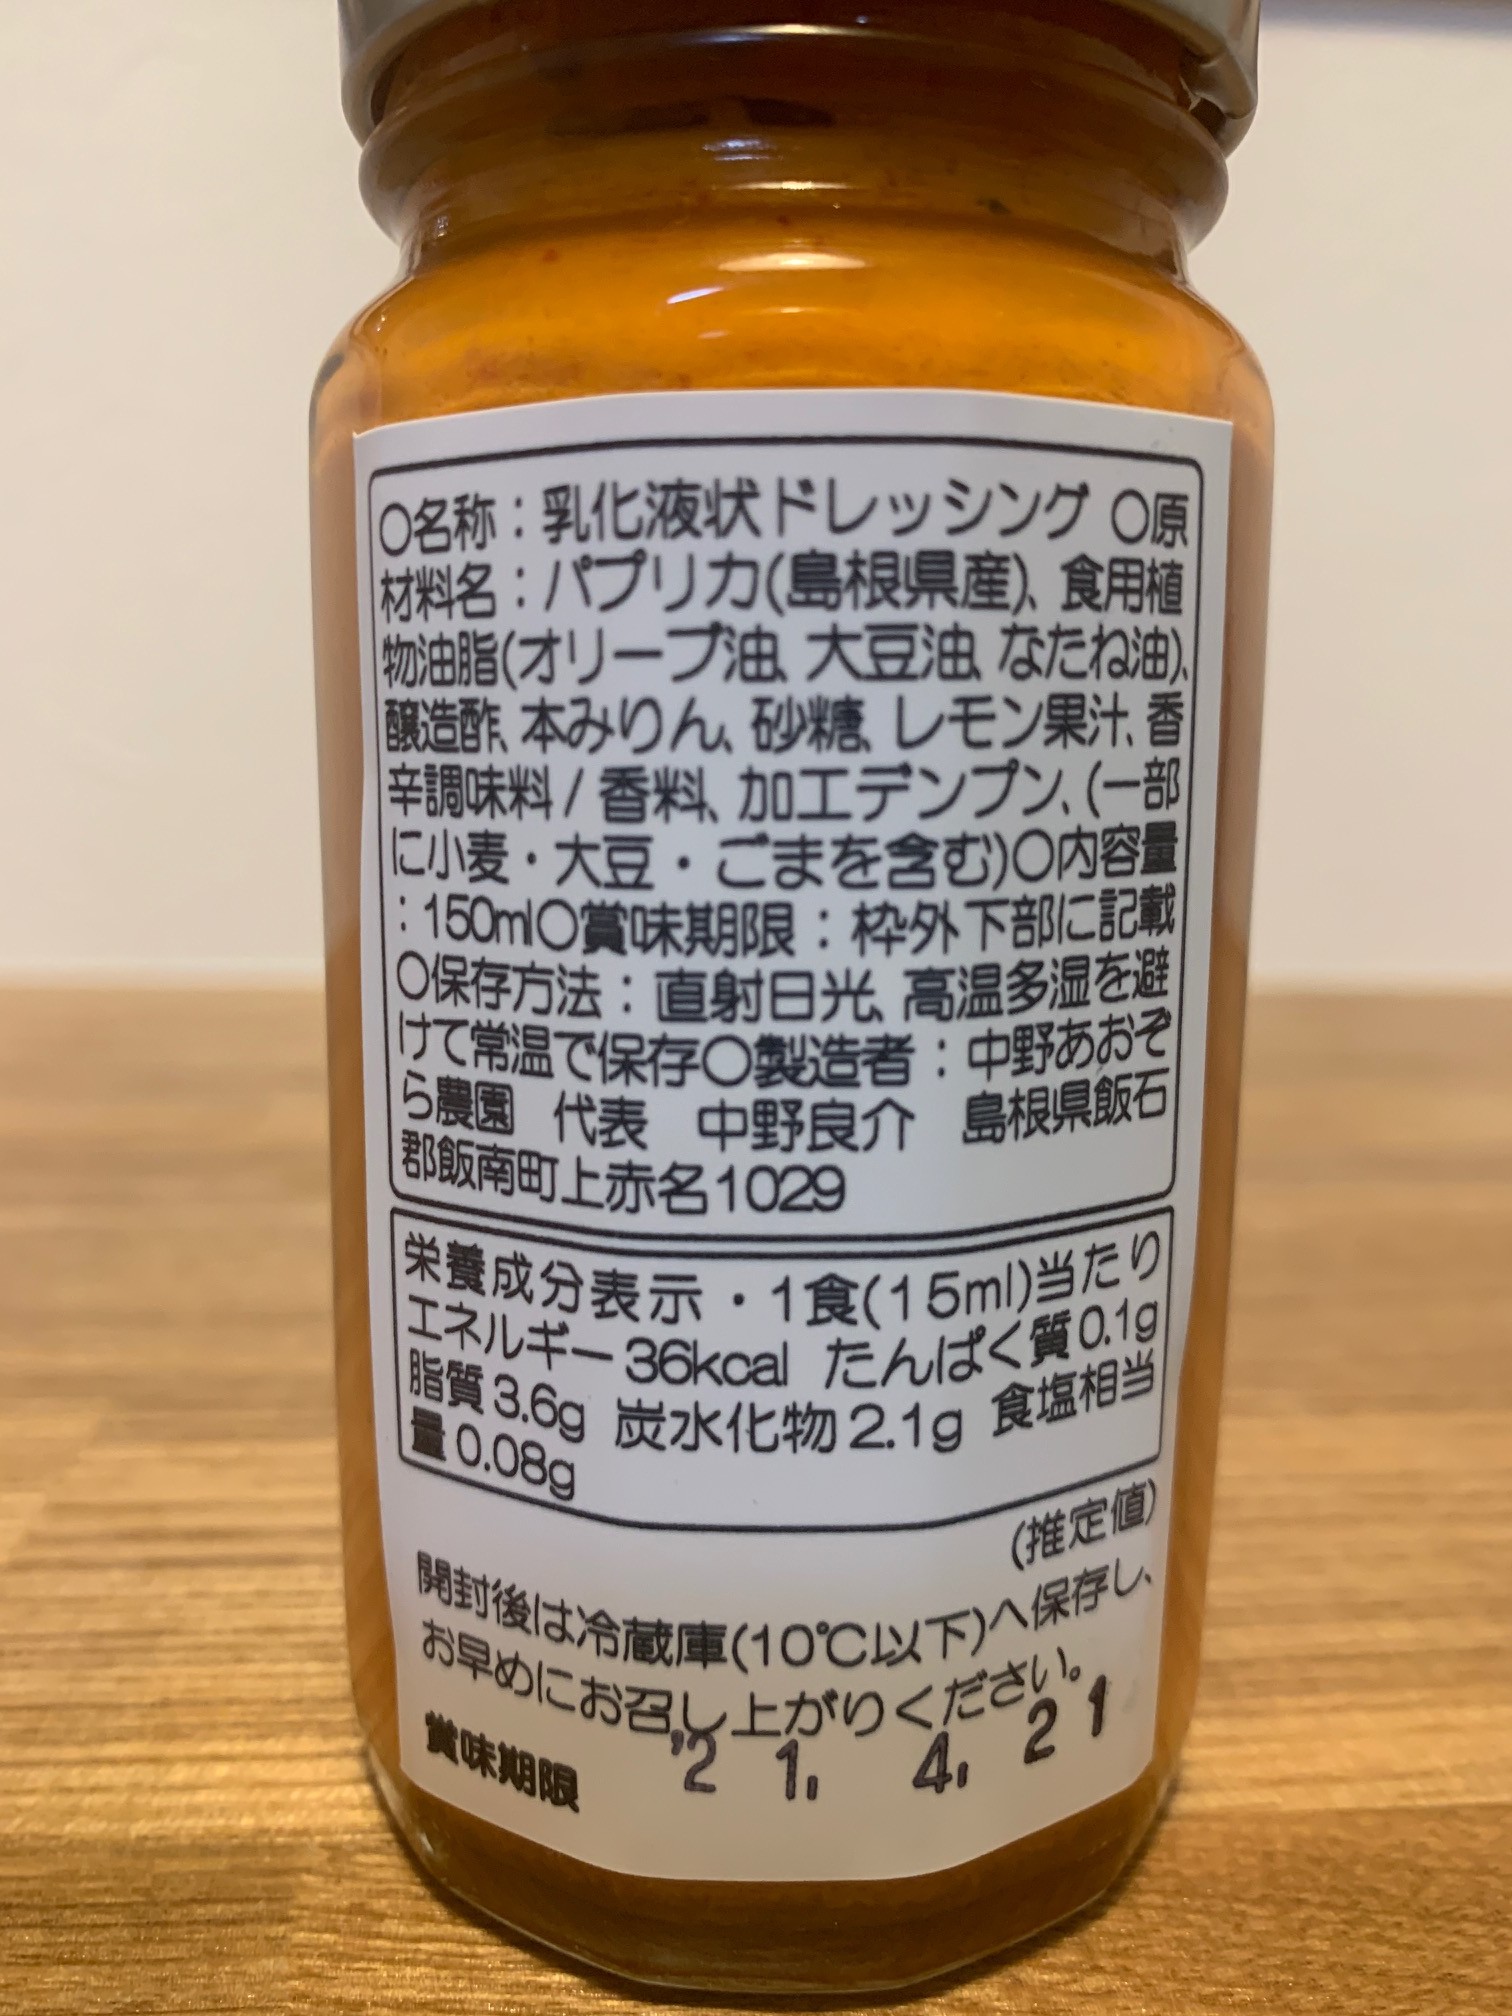 〇名称：乳化液状ドレッシング 〇原
材料名：パプリカ(島根県産)、食用植
物油脂(オリーブ油、大豆油、なたね油)、
醸造酢、本みりん、砂糖、レモン果汁、香
辛調味料/香料、加工デンプン、(一部
に小麦・大豆・ごまを含む)〇内容量
：150ml〇賞味期限：枠外下部に記載
〇保存方法：直射日光、高温多湿を避
けて常温で保存〇製造者：中野あおぞ
ら農園　代表　中野良介　島根県飯石
郡飯南町上赤名1029
栄養成分表示・1食(15ml)当たり
エネルギー36kcal たんぱく質0.1g
脂質3.6g 炭水化物2.1g 食塩相当
量0.08g
(推定値)
開封後は冷蔵庫(10℃以下)へ保存し、
お早めにお召し上がりください。
賞味期限 '21. 4. 21